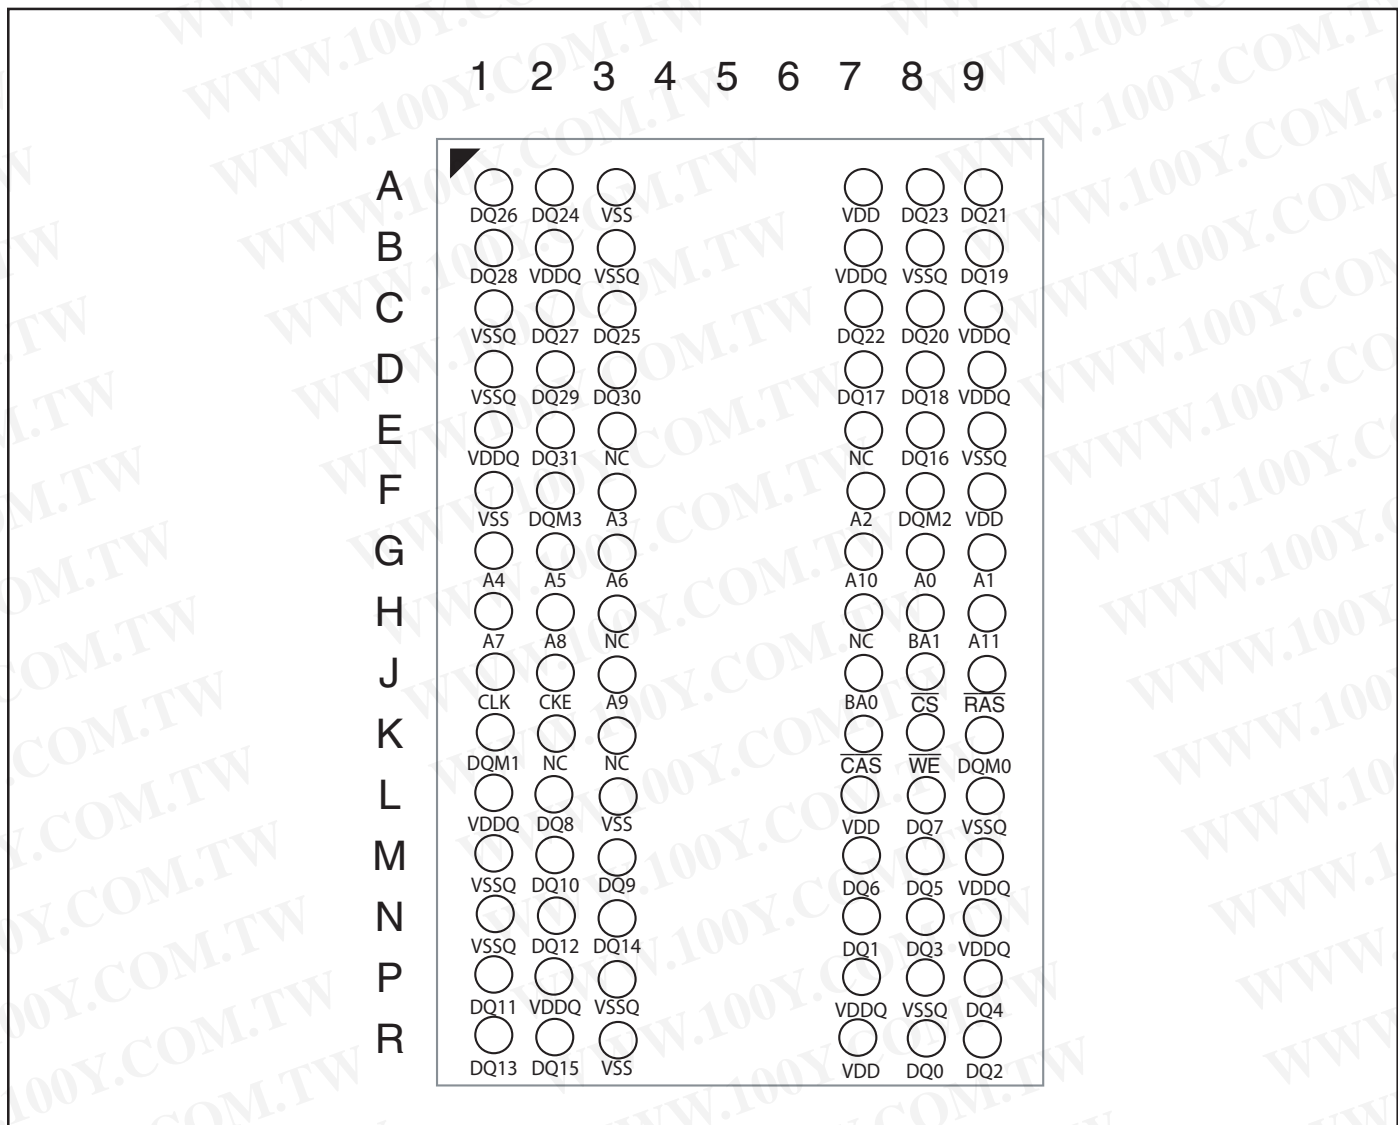 1 2 3 4 5 6 7 8 9
A
DQ26 DQ24 VSS VDD DQ23 DQ21
B
DQ28 VDDQ VSSQ VDDQ VSSQ DQ19
C
VSSQ DQ27 DQ25 DQ22 DQ20 VDDQ
D
VSSQ DQ29 DQ30 DQ17 DQ18 VDDQ
E
VDDQ DQ31 NC NC DQ16 VSSQ
F
VSS DQM3 A3 A2 DQM2 VDD
G
A4 A5 A6 A10 A0 A1
H
A7 A8 NC NC BA1 A11
J
CLK CKE A9 BA0 CS RAS
K
DQM1 NC NC CAS WE DQM0
L
VDDQ DQ8 VSS VDD DQ7 VSSQ
M
VSSQ DQ10 DQ9 DQ6 DQ5 VDDQ
N
VSSQ DQ12 DQ14 DQ1 DQ3 VDDQ
P
DQ11 VDDQ VSSQ VDDQ VSSQ DQ4
R
DQ13 DQ15 VSS VDD DQ0 DQ2
WWW.100Y.COM.TW